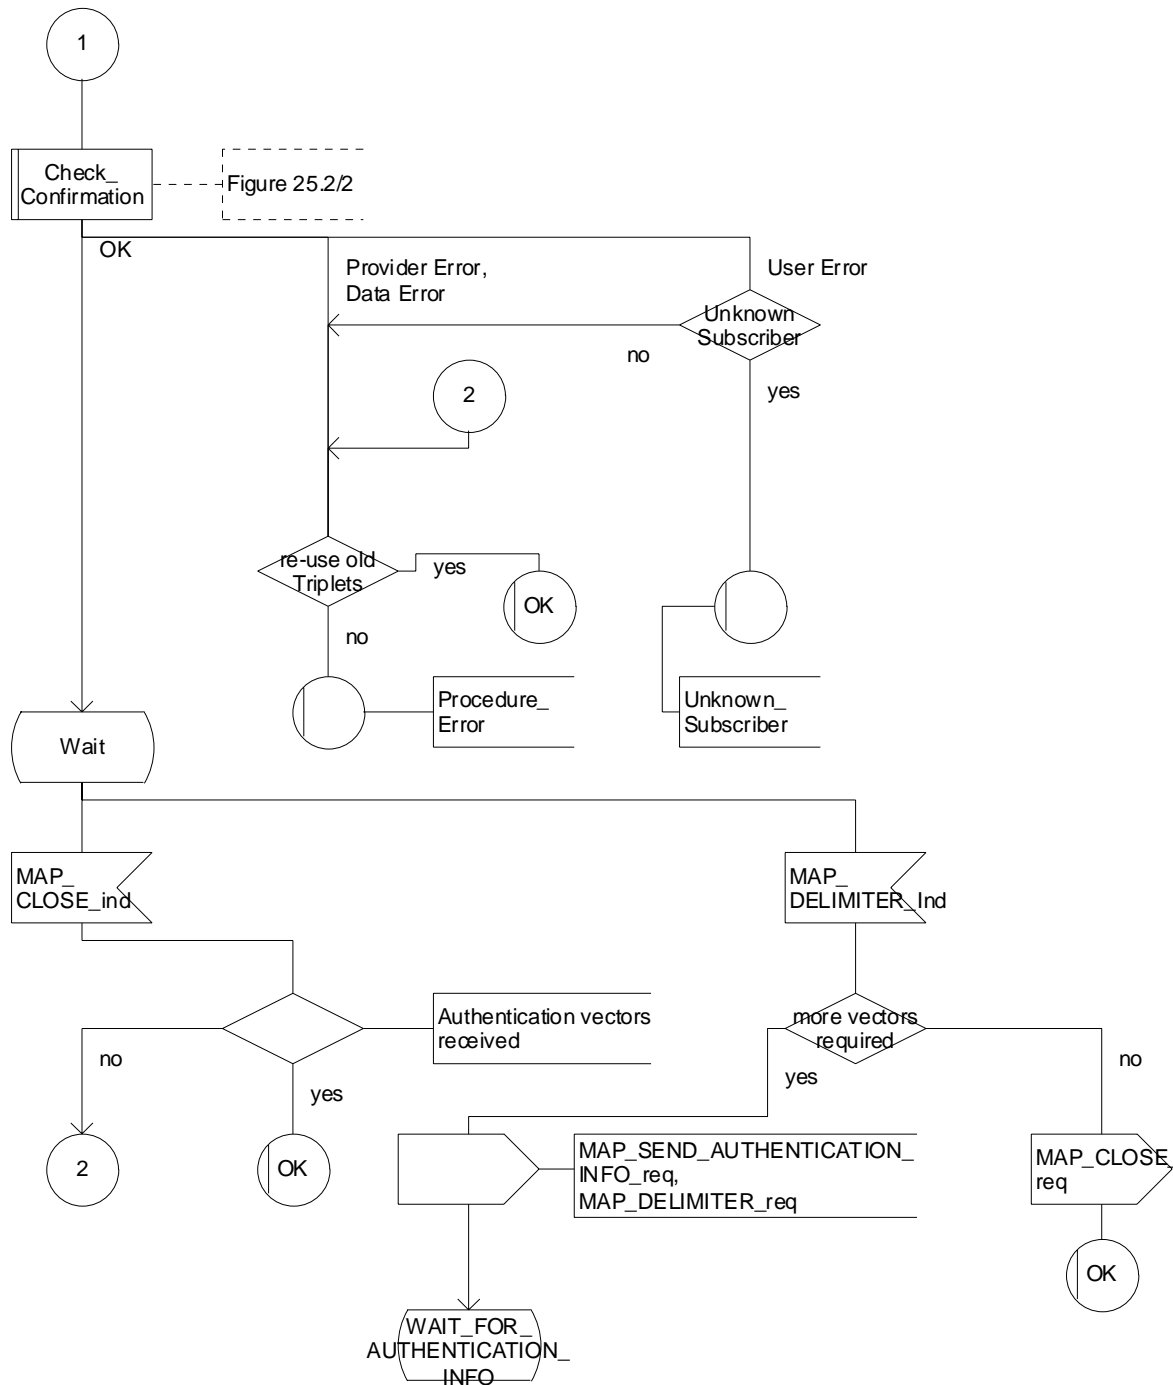 1
Check_
Confirmation
Figure 25.2/2
OK
Provider Error,
Data Error
User Error
Unknown
Subscriber
no
yes
2
re-use old
Triplets
yes
OK
no
Procedure_
Error
Unknown_
Subscriber
Wait
MAP_
CLOSE_ind
MAP_
DELIMITER_Ind
Authentication vectors
received
more vectors
required
no
yes
yes
no
2
OK
MAP_SEND_AUTHENTICATION_
INFO_req,
MAP_DELIMITER_req
MAP_CLOSE_
req
OK
WAIT_FOR_
AUTHENTICATION_
INFO